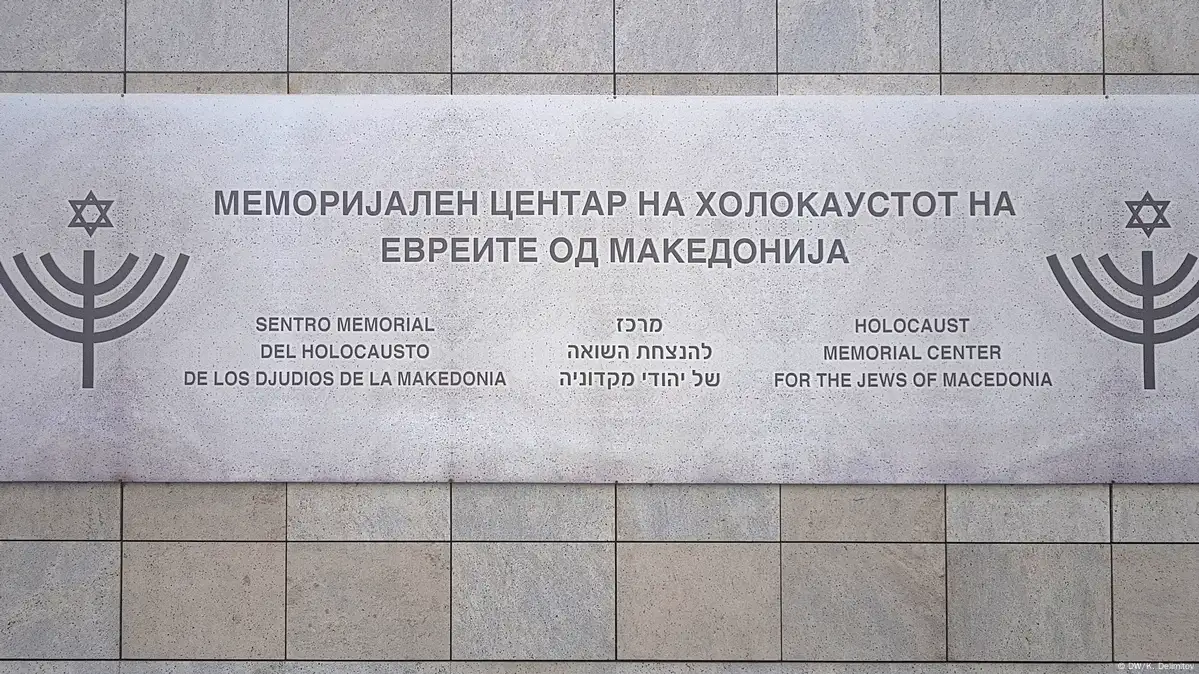 МЕМОРИЈАЛЕН ЦЕНТАР НА ХОЛОКАУСТОТ НА
ЕВРЕИТЕ ОД МАКЕДОНИЈА
SENTRO MEMORIAL
DEL HOLOCAUSTO
DE LOS DJUDIOS DE LA MAKEDONIA
מרכז
להנצחת השואה
של יהודי מקדוניה
HOLOCAUST
MEMORIAL CENTER
FOR THE JEWS OF MACEDONIA
© DW/K. Delimitov